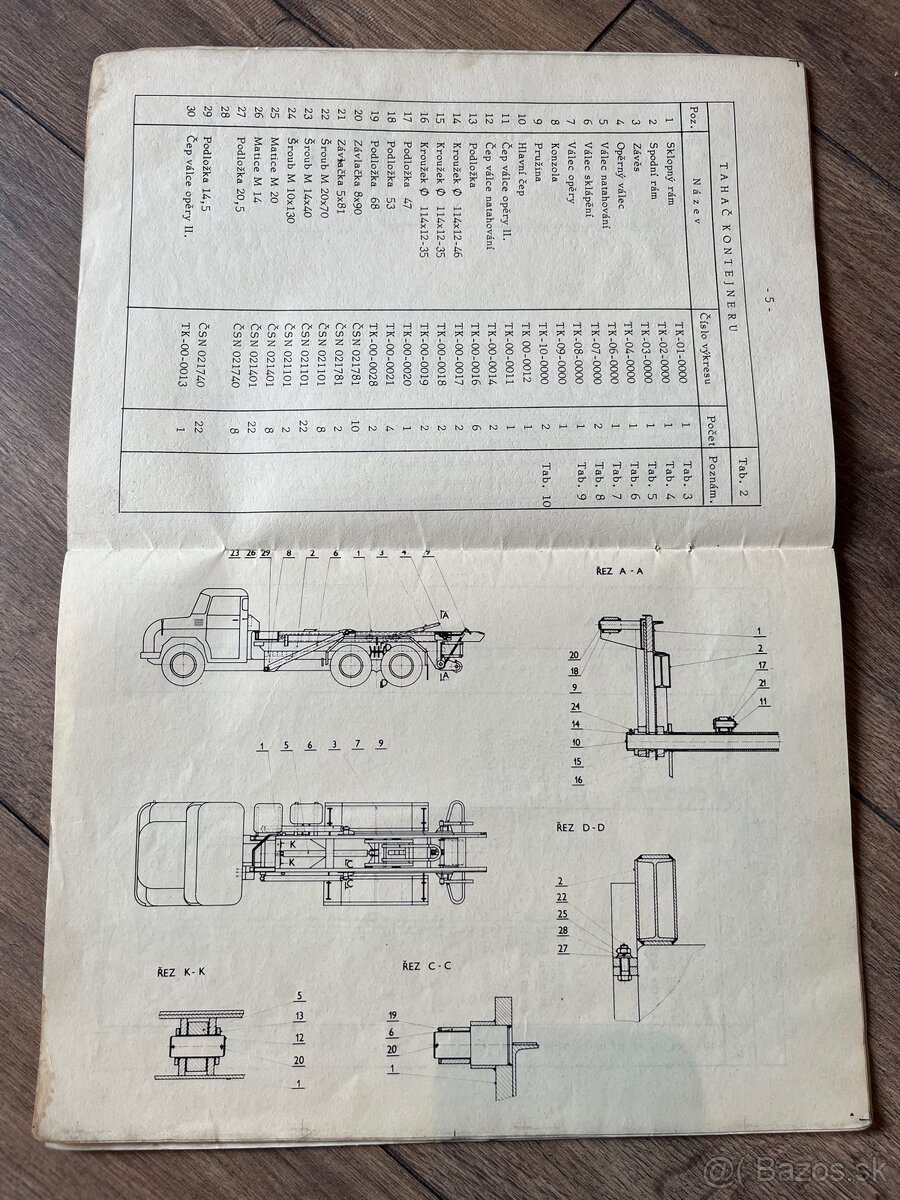 - 5 -
Tab. 2
TAHAČ KONTEJNERU
Poz. Název Číslo výkresu Počet Poznám.
1 Sklopný rám TK-01-0000 1 Tab. 3
2 Spodní rám TK-02-0000 1 Tab. 4
3 Závěs TK-03-0000 1 Tab. 5
4 Opěrný válec TK-04-0000 1 Tab. 6
5 Válec natahování TK-06-0000 1 Tab. 7
6 Válec sklápění TK-07-0000 2 Tab. 8
7 Válec opěry TK-08-0000 1 Tab. 9
8 Konzola TK-09-0000 1
9 Pružina TK-10-0000 2 Tab. 10
10 Hlavní čep TK 00-0012 1
11 Čep válce opěry II. TK-00-0011 1
12 Čep válce natahování TK-00-0014 2
13 Podložka TK-00-0016 6
14 Kroužek Ø 114x12-46 TK-00-0017 2
15 Kroužek Ø 114x12-35 TK-00-0018 2
16 Kroužek Ø 114x12-35 TK-00-0019 2
17 Podložka 47 TK-00-0020 1
18 Podložka 53 TK-00-0021 4
19 Podložka 68 TK-00-0028 2
20 Závlačka 8x90 ČSN 021781 10
21 Závlačka 5x81 ČSN 021781 2
22 Šroub M 20x70 ČSN 021101 8
23 Šroub M 14x40 ČSN 021101 22
24 Šroub M 10x130 ČSN 021101 2
25 Matice M 20 ČSN 021401 8
26 Matice M 14 ČSN 021401 22
27 Podložka 20,5 ČSN 021740 8
28
29 Podložka 14,5 ČSN 021740 22
30 Čep válce opěry II. TK-00-0013 1
23 26 29 8 2 6 1 3 4 9
A
A
D
D
ŘEZ A - A
1
2
17
21
11
20
18
9
24
14
10
15
16
1 5 6 3 7 9
K
K
C
C
ŘEZ D - D
2
22
25
28
27
ŘEZ K - K
5
13
12
20
1
ŘEZ C - C
19
6
20
1
@( Bazos.sk